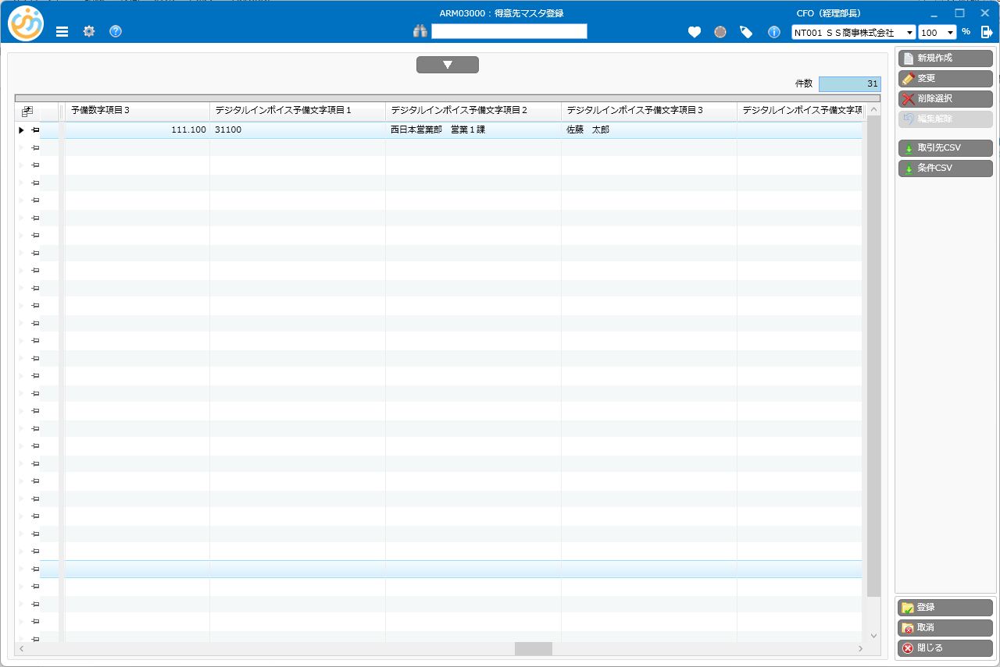 ARM03000：得意先マスタ登録
CFO（経理部長）
NT001 ＳＳ商事株式会社
100
%
▼
件数 31
予備数字項目３ デジタルインボイス予備文字項目１ デジタルインボイス予備文字項目２ デジタルインボイス予備文字項目３ デジタルインボイス予備文字項
111.100 31100 西日本営業部　営業１課 佐藤　太郎
新規作成
変更
削除選択
編集解除
取引先CSV
条件CSV
登録
取消
閉じる